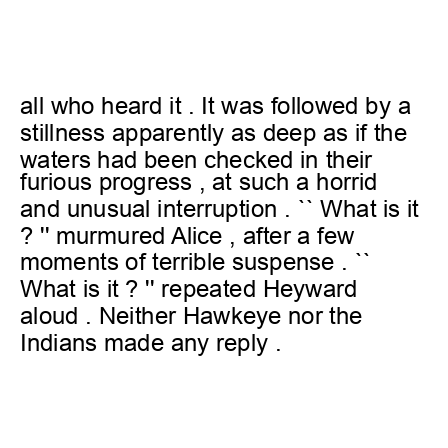 all who heard it . It was followed by a
stillness apparently as deep as if the
waters had been checked in their
furious progress , at such a horrid
and unusual interruption . `` What is it
? '' murmured Alice , after a few
moments of terrible suspense . ``
What is it ? '' repeated Heyward
aloud . Neither Hawkeye nor the
Indians made any reply .